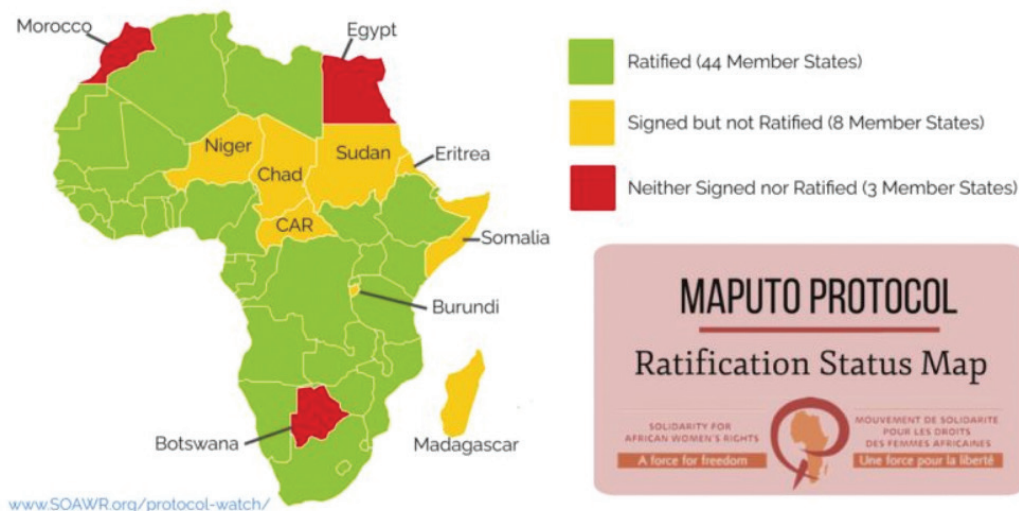 Morocco
Egypt
Niger
Chad
Sudan
Eritrea
CAR
Somalia
Burundi
Botswana
Madagascar
www.SOAWR.org/protocol-watch/
Ratified (44 Member States)
Signed but not Ratified (8 Member States)
Neither Signed nor Ratified (3 Member States)
MAPUTO PROTOCOL
Ratification Status Map
SOLIDARITY FOR
AFRICAN WOMEN'S RIGHTS
A force for freedom
MOUVEMENT DE SOLIDARITE
POUR LES DROITS
DES FEMMES AFRICAINES
Une force pour la liberté